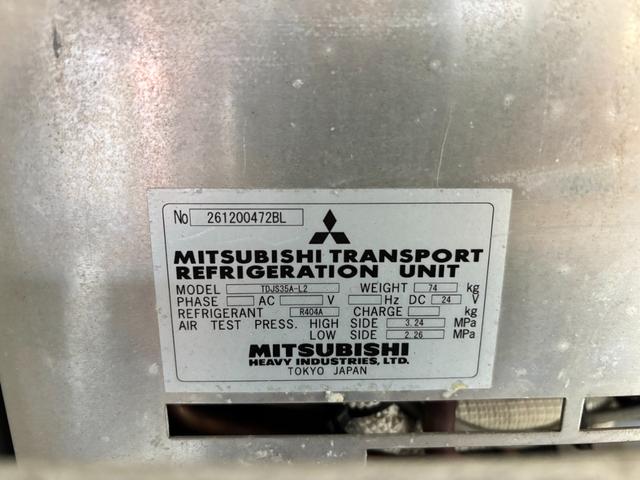 No 261200472BL
MITSUBISHI TRANSPORT
REFRIGERATION UNIT
MODEL TDJS35A-L2 WEIGHT 74 kg
PHASE AC V Hz DC 24 V
REFRIGERANT R404A CHARGE kg
AIR TEST PRESS. HIGH SIDE 3.24 MPa
LOW SIDE 2.26 MPa
MITSUBISHI
HEAVY INDUSTRIES, LTD.
TOKYO JAPAN